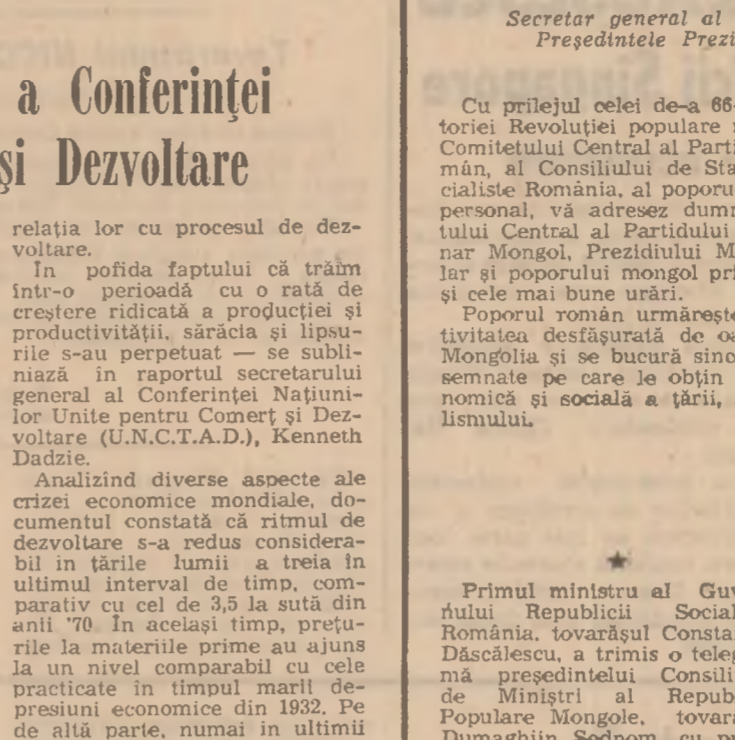 a Conferinţei
şi Dezvoltare
relaţia lor cu procesul de dez-
voltare.
In pofida faptului că trăim
într-o perioadă cu o rată de
creştere ridicată a producţiei şi
productivităţii, sărăcia şi lipsu-
rile s-au perpetuat — se subli-
niază în raportul secretarului
general al Conferinţei Naţiuni-
lor Unite pentru Comerţ şi Dez-
voltare (U.N.C.T.A.D.), Kenneth
Dadzie.
Analizînd diverse aspecte ale
crizei economice mondiale, do-
cumentul constată că ritmul de
dezvoltare s-a redus considera-
bil in ţările lumii a treia în
ultimul interval de timp, com-
parativ cu cel de 3,5 la sută din
anii '70. In acelaşi timp, preţu-
rile la materiile prime au ajuns
la un nivel comparabil cu cele
practicate în timpul marii de-
presiuni economice din 1932. Pe
de altă parte, numai in ultimii
Secretar general al
Preşedintele Prezi
Cu prilejul celei de-a 66-
toriei Revoluţiei populare
Comitetului Central al Parti
mân, al Consiliului de Sta
cialiste România, al poporu
personal, vă adresez dum
tului Central al Partidului
nar Mongol, Prezidiului M
lar şi poporului mongol pri
şi cele mai bune urări.
Poporul român urmăreşte
tivitatea desfăşurată de oa
Mongolia şi se bucură sinc
semnate pe care le obţin
nomică şi socială a ţării,
lismului.
★
Primul ministru al Guv
nului Republicii Social
România, tovarăşul Consta
Dăscălescu, a trimis o teleg
mă preşedintelui Consili
de Miniştri al Repub
Populare Mongole, tovară
Dumaghiin Sodnom, cu pr